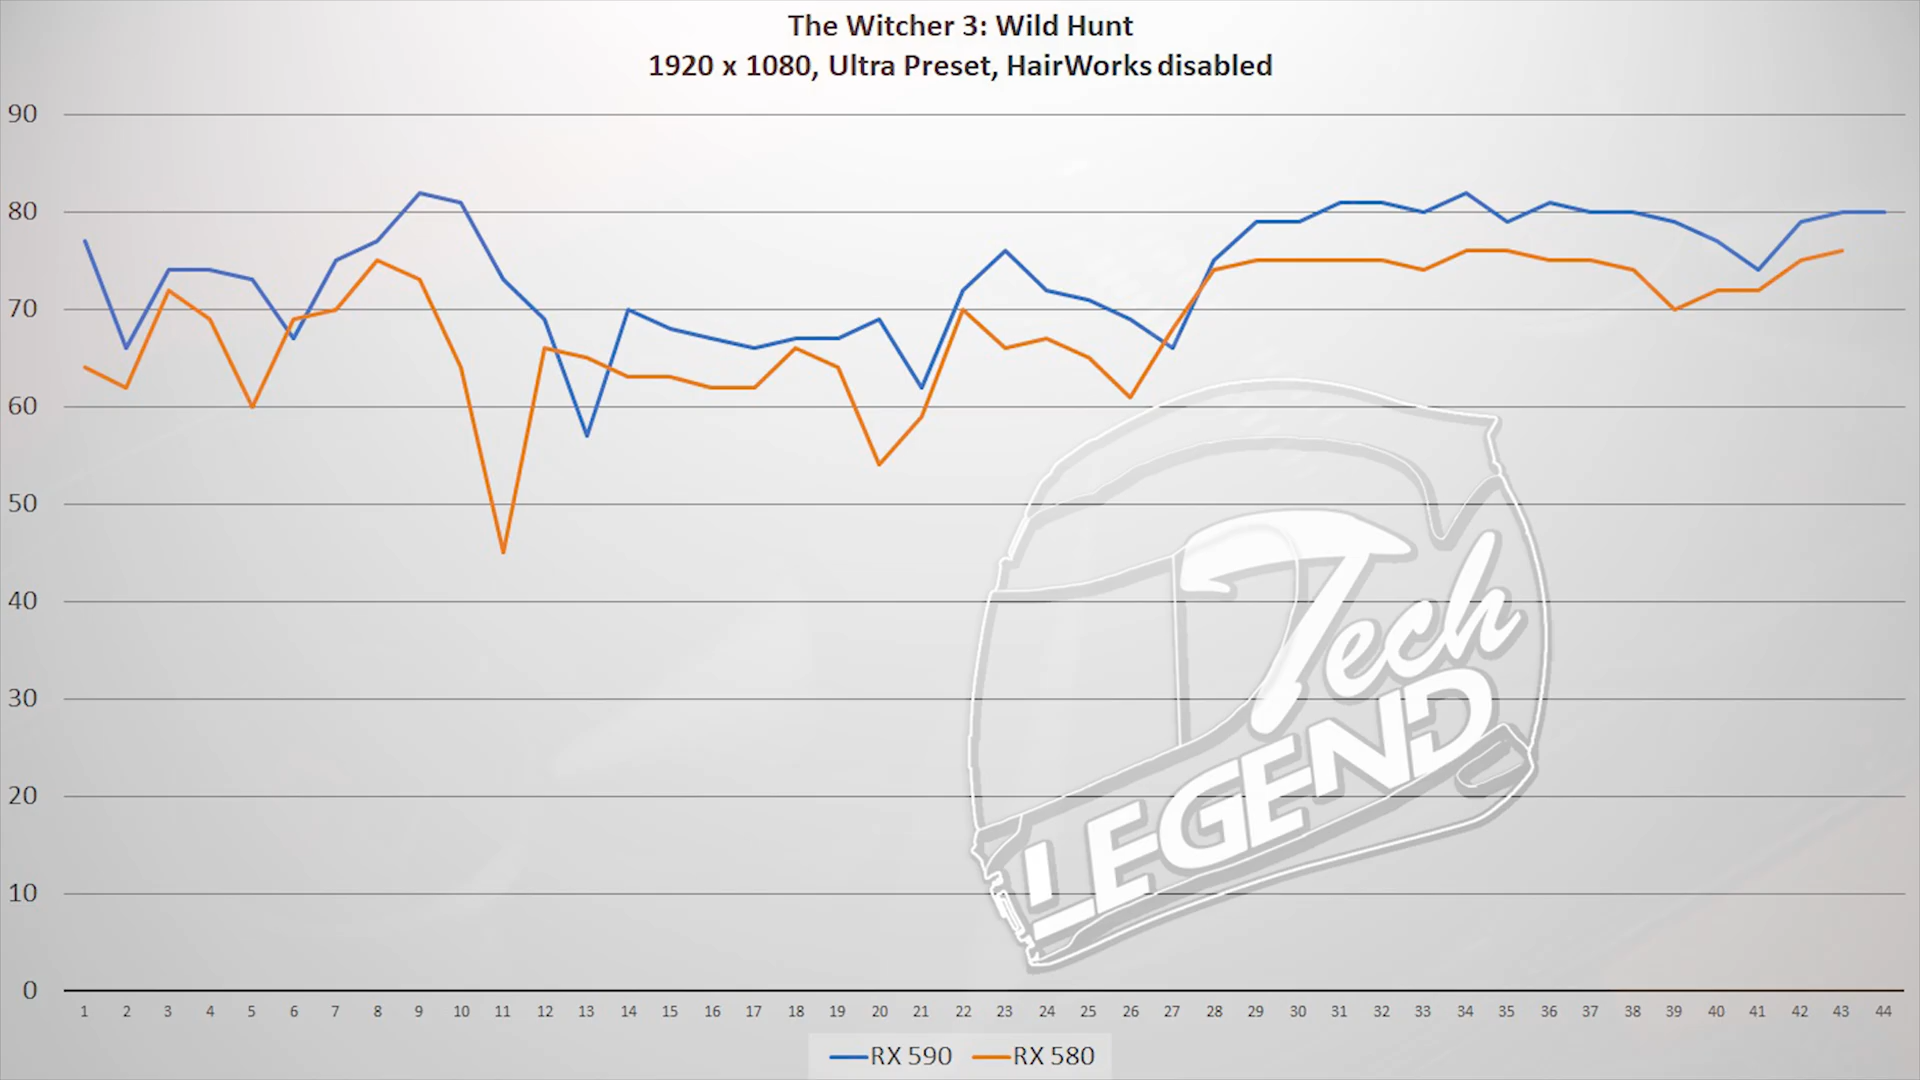 The Witcher 3: Wild Hunt
1920 x 1080, Ultra Preset, HairWorks disabled
90
80
70
60
50
40
30
20
10
0
Tech
LEGEND
1 2 3 4 5 6 7 8 9 10 11 12 13 14 15 16 17 18 19 20 21 22 23 24 25 26 27 28 29 30 31 32 33 34 35 36 37 38 39 40 41 42 43 44
RX 590 RX 580